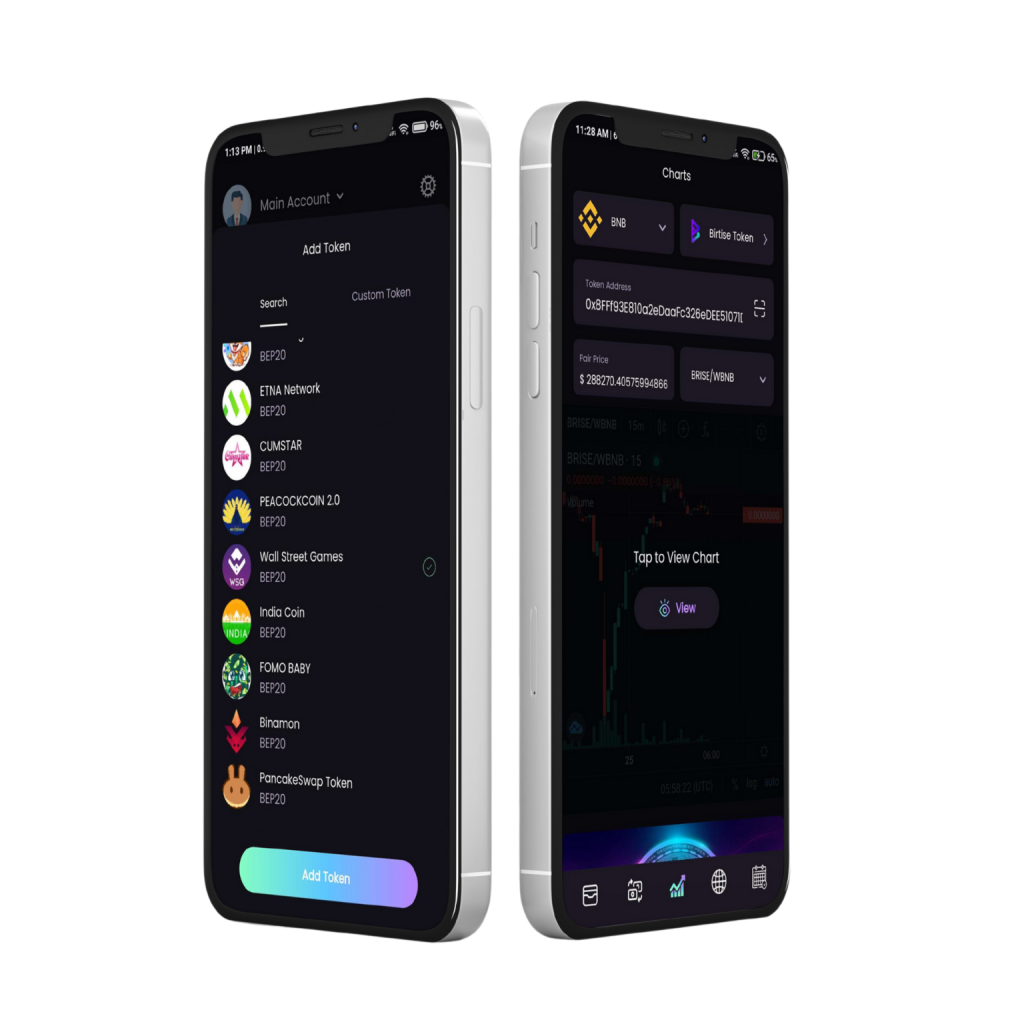 1:13 PM | 0.
96%
Main Account
Add Token
Search
Custom Token
BEP20
ETNA Network
BEP20
CUMSTAR
BEP20
PEACOCKCOIN 2.0
BEP20
WSG
Wall Street Games
BEP20
INDIA
India Coin
BEP20
FOMO BABY
BEP20
Binamon
BEP20
PancakeSwap Token
BEP20
Add Token
11:28 AM |
65%
Charts
BNB
Birtise Token
Token Address
0x8FFf93E810a2eDaaFc326eDEE51071
Fair Price
$ 288270.40575994866
BRISE/WBNB
BRISE/WBNB 15m
BRISE/WBNB · 15
0.0000000
Tap to View Chart
View
25 06:00
05:58:22 (UTC) % log auto